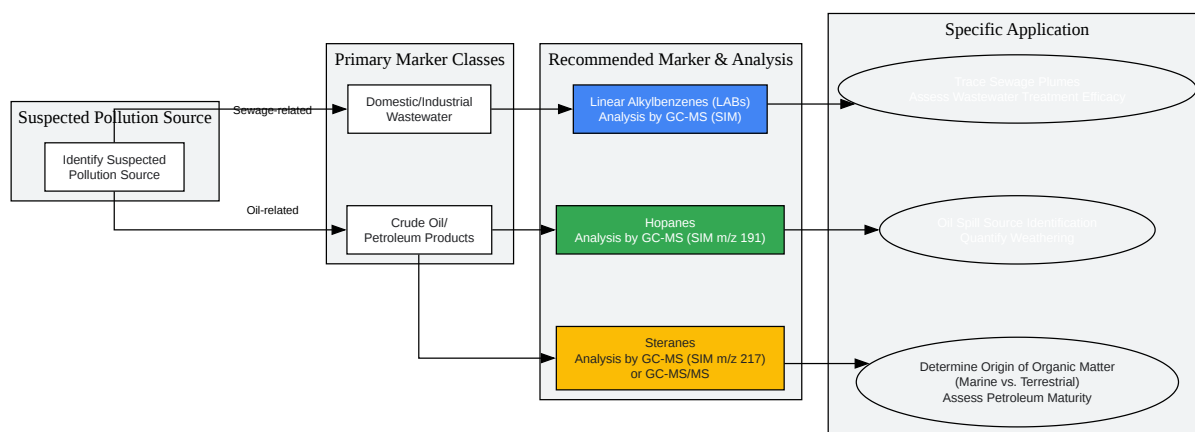 Suspected Pollution Source
Identify Suspected
Pollution Source
Sewage-related
Oil-related
Primary Marker Classes
Domestic/Industrial
Wastewater
Crude Oil/
Petroleum Products
Recommended Marker & Analysis
Linear Alkylbenzenes (LABs)
Analysis by GC-MS (SIM)
Hopanes
Analysis by GC-MS (SIM m/z 191)
Steranes
Analysis by GC-MS (SIM m/z 217)
or GC-MS/MS
Specific Application
Trace Sewage Plumes
Assess Wastewater Treatment Efficacy
Oil Spill Source Identification
Quantify Weathering
Determine Origin of Organic Matter
(Marine vs. Terrestrial)
Assess Petroleum Maturity